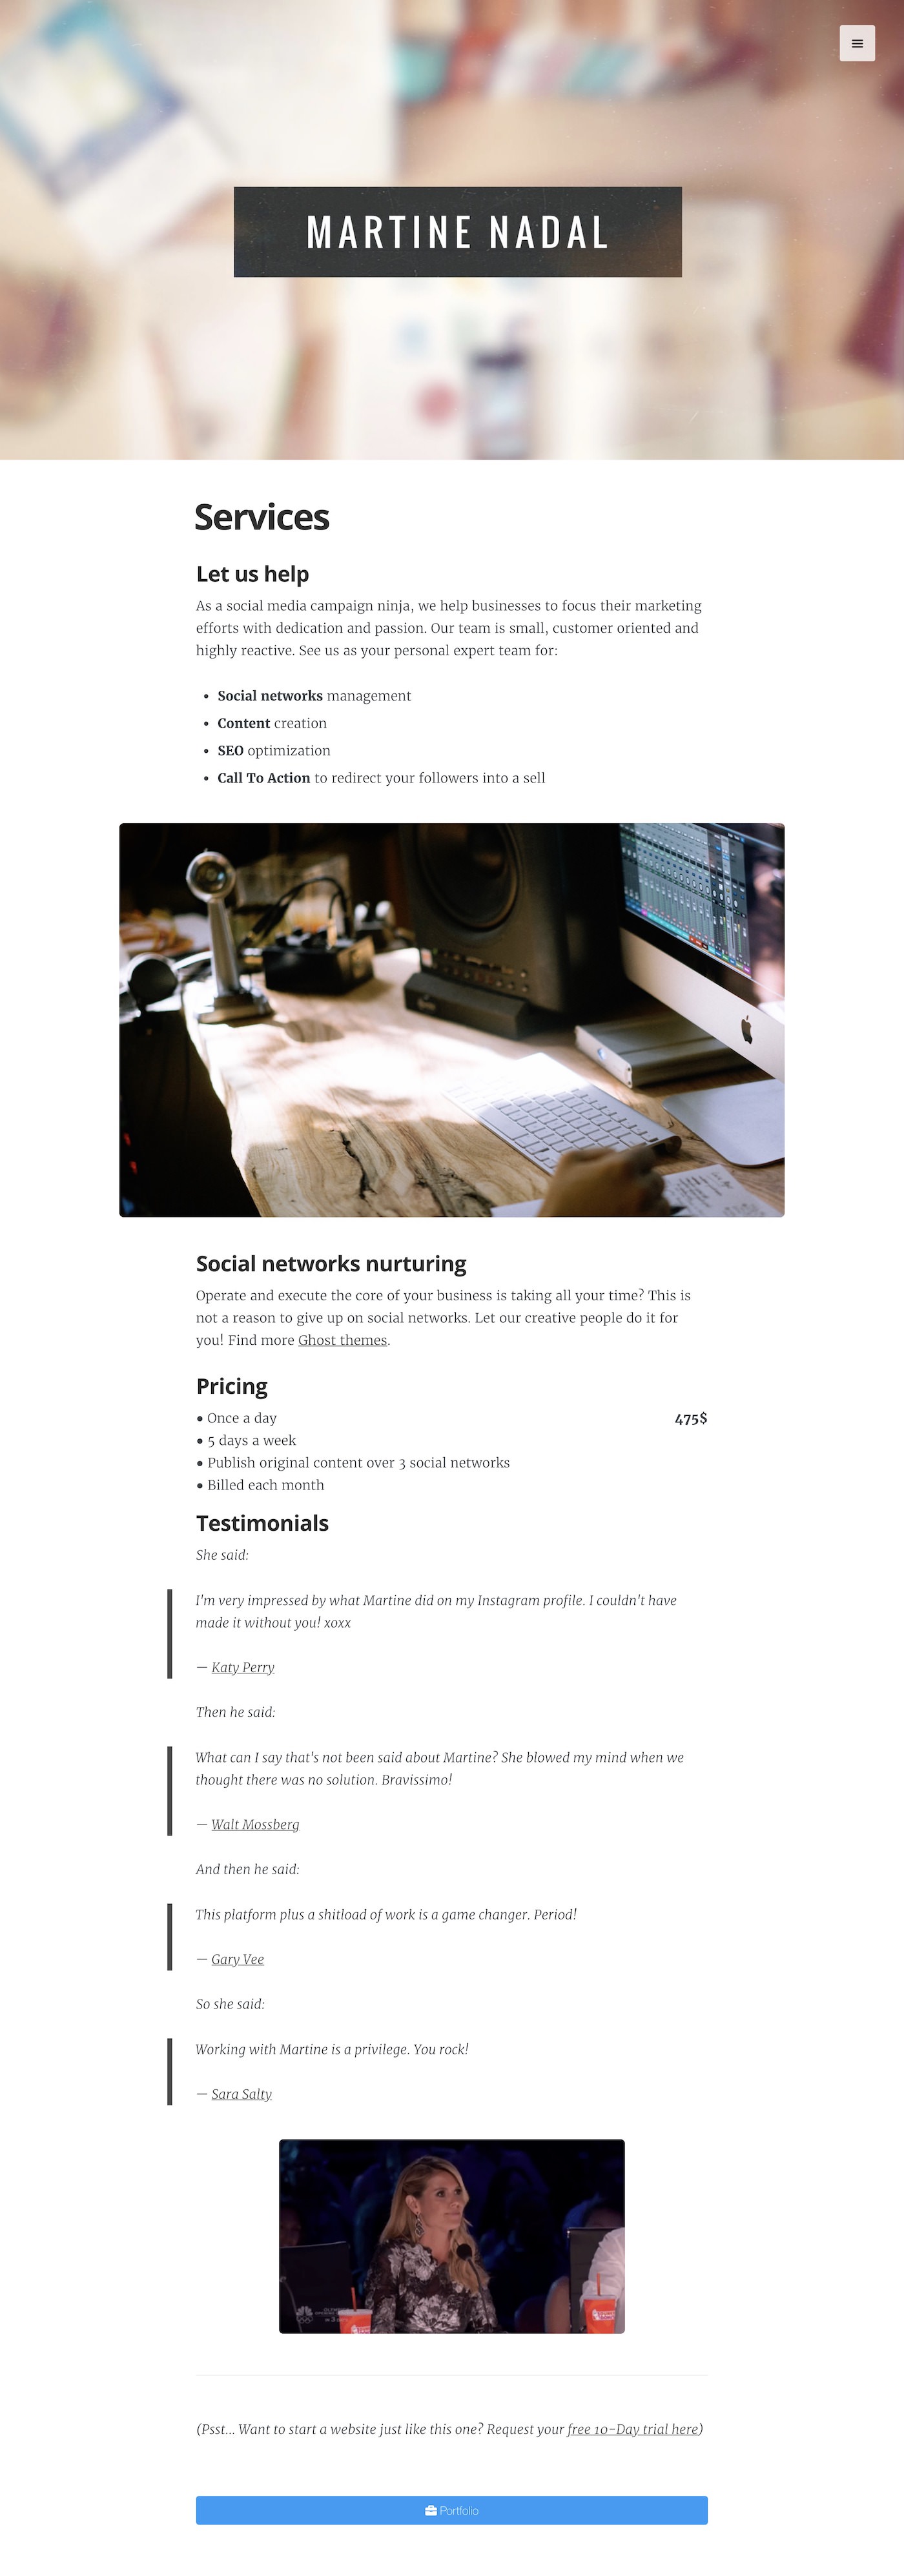 MARTINE NADAL
Services
Let us help
As a social media campaign ninja, we help businesses to focus their marketing
efforts with dedication and passion. Our team is small, customer oriented and
highly reactive. See us as your personal expert team for:
• Social networks management
• Content creation
• SEO optimization
• Call To Action to redirect your followers into a sell
Social networks nurturing
Operate and execute the core of your business is taking all your time? This is
not a reason to give up on social networks. Let our creative people do it for
you! Find more Ghost themes.
Pricing
• Once a day 475$
• 5 days a week
• Publish original content over 3 social networks
• Billed each month
Testimonials
She said:
I'm very impressed by what Martine did on my Instagram profile. I couldn't have
made it without you! xoxx
— Katy Perry
Then he said:
What can I say that's not been said about Martine? She blowed my mind when we
thought there was no solution. Bravissimo!
— Walt Mossberg
And then he said:
This platform plus a shitload of work is a game changer. Period!
— Gary Vee
So she said:
Working with Martine is a privilege. You rock!
— Sara Salty
(Psst... Want to start a website just like this one? Request your free 10-Day trial here)
Portfolio